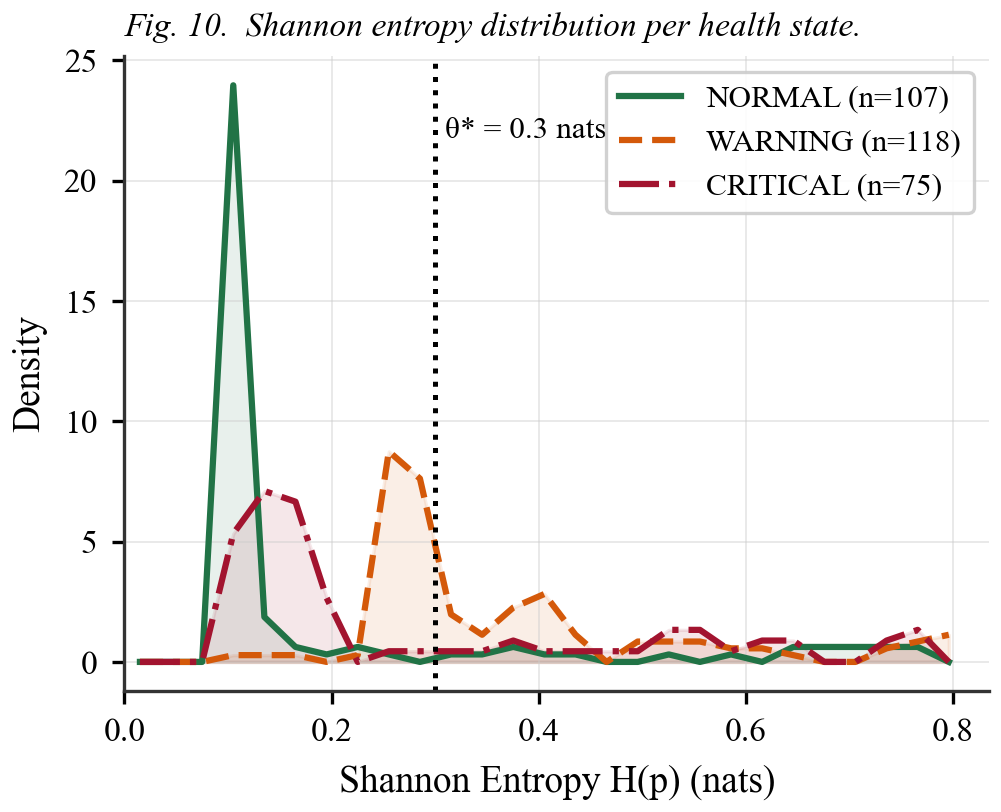 Fig. 10.  Shannon entropy distribution per health state.
25
20
15
10
5
0
Density
θ* = 0.3 nats
NORMAL (n=107)
WARNING (n=118)
CRITICAL (n=75)
0.0 0.2 0.4 0.6 0.8
Shannon Entropy H(p) (nats)